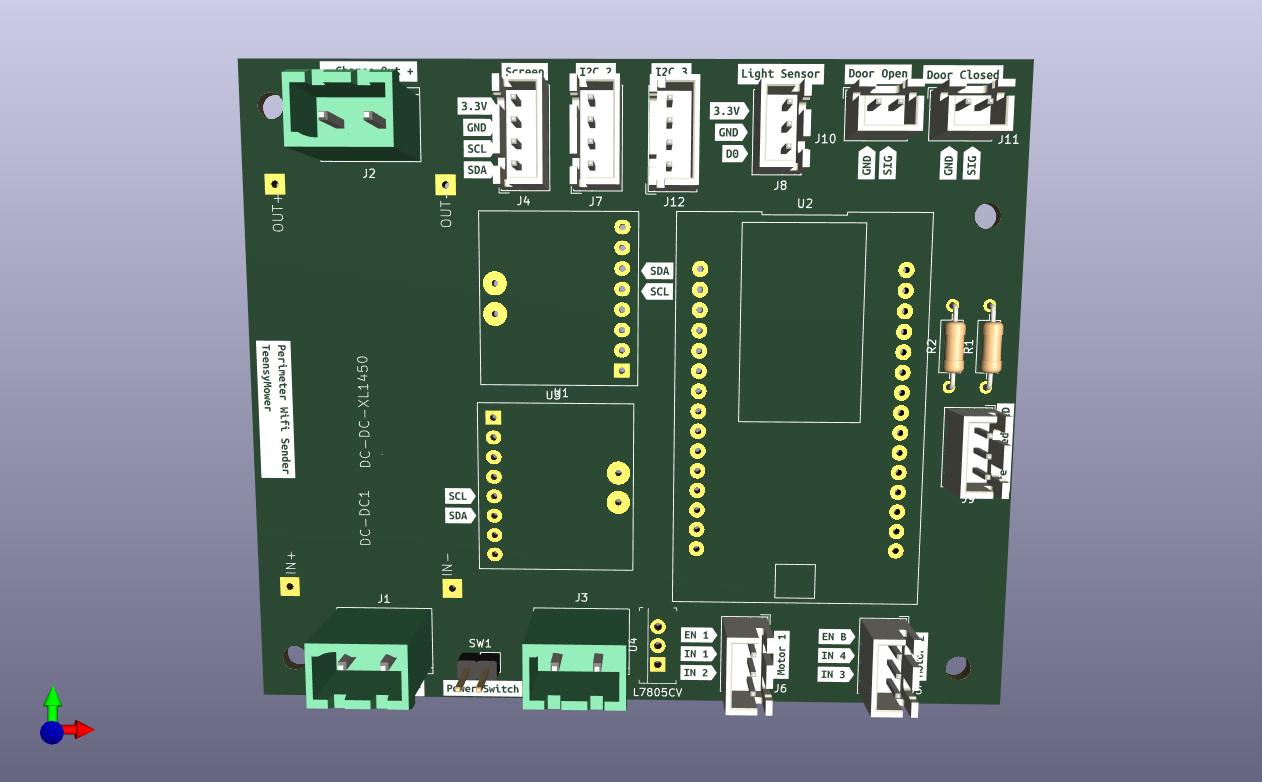 Out +
Screen
I2C 2
I2C 3
Light Sensor
Door Open
Door Closed
3.3V
GND
SCL
SDA
3.3V
GND
D0
J10
J11
GND
SIG
GND
SIG
J2
J4
J7
J12
J8
U2
OUT+
OUT-
SDA
SCL
R2
R1
Perimeter Wifi Sender
TeensyMower
DC-DC1 DC-DC-XL1450
SCL
SDA
J9
IN+
IN-
J1
J3
SW1
Power Switch
U4
L7805CV
EN 1
IN 1
IN 2
Motor 1
J6
EN B
IN 4
IN 3